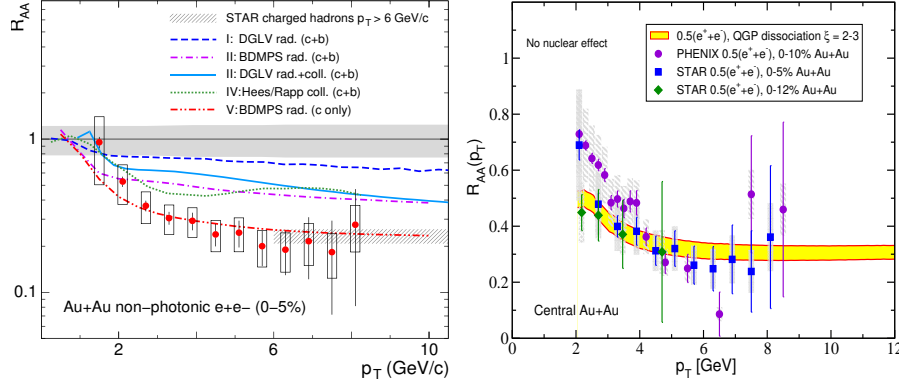 R_AA
STAR charged hadrons p_T > 6 GeV/c
I: DGLV rad. (c+b)
II: BDMPS rad. (c+b)
II: DGLV rad.+coll. (c+b)
IV:Hees/Rapp coll. (c+b)
V:BDMPS rad. (c only)
1
0.1
Au+Au non-photonic e+e- (0-5%)
2 4 6 8 10
p_T (GeV/c)
No nuclear effect
0.5(e⁺+e⁻), QGP dissociation ξ = 2-3
PHENIX 0.5(e⁺+e⁻), 0-10% Au+Au
STAR 0.5(e⁺+e⁻), 0-5% Au+Au
STAR 0.5(e⁺+e⁻), 0-12% Au+Au
R_AA(p_T)
1
0.8
0.6
0.4
0.2
0
Central Au+Au
0 2 4 6 8 10 12
p_T [GeV]